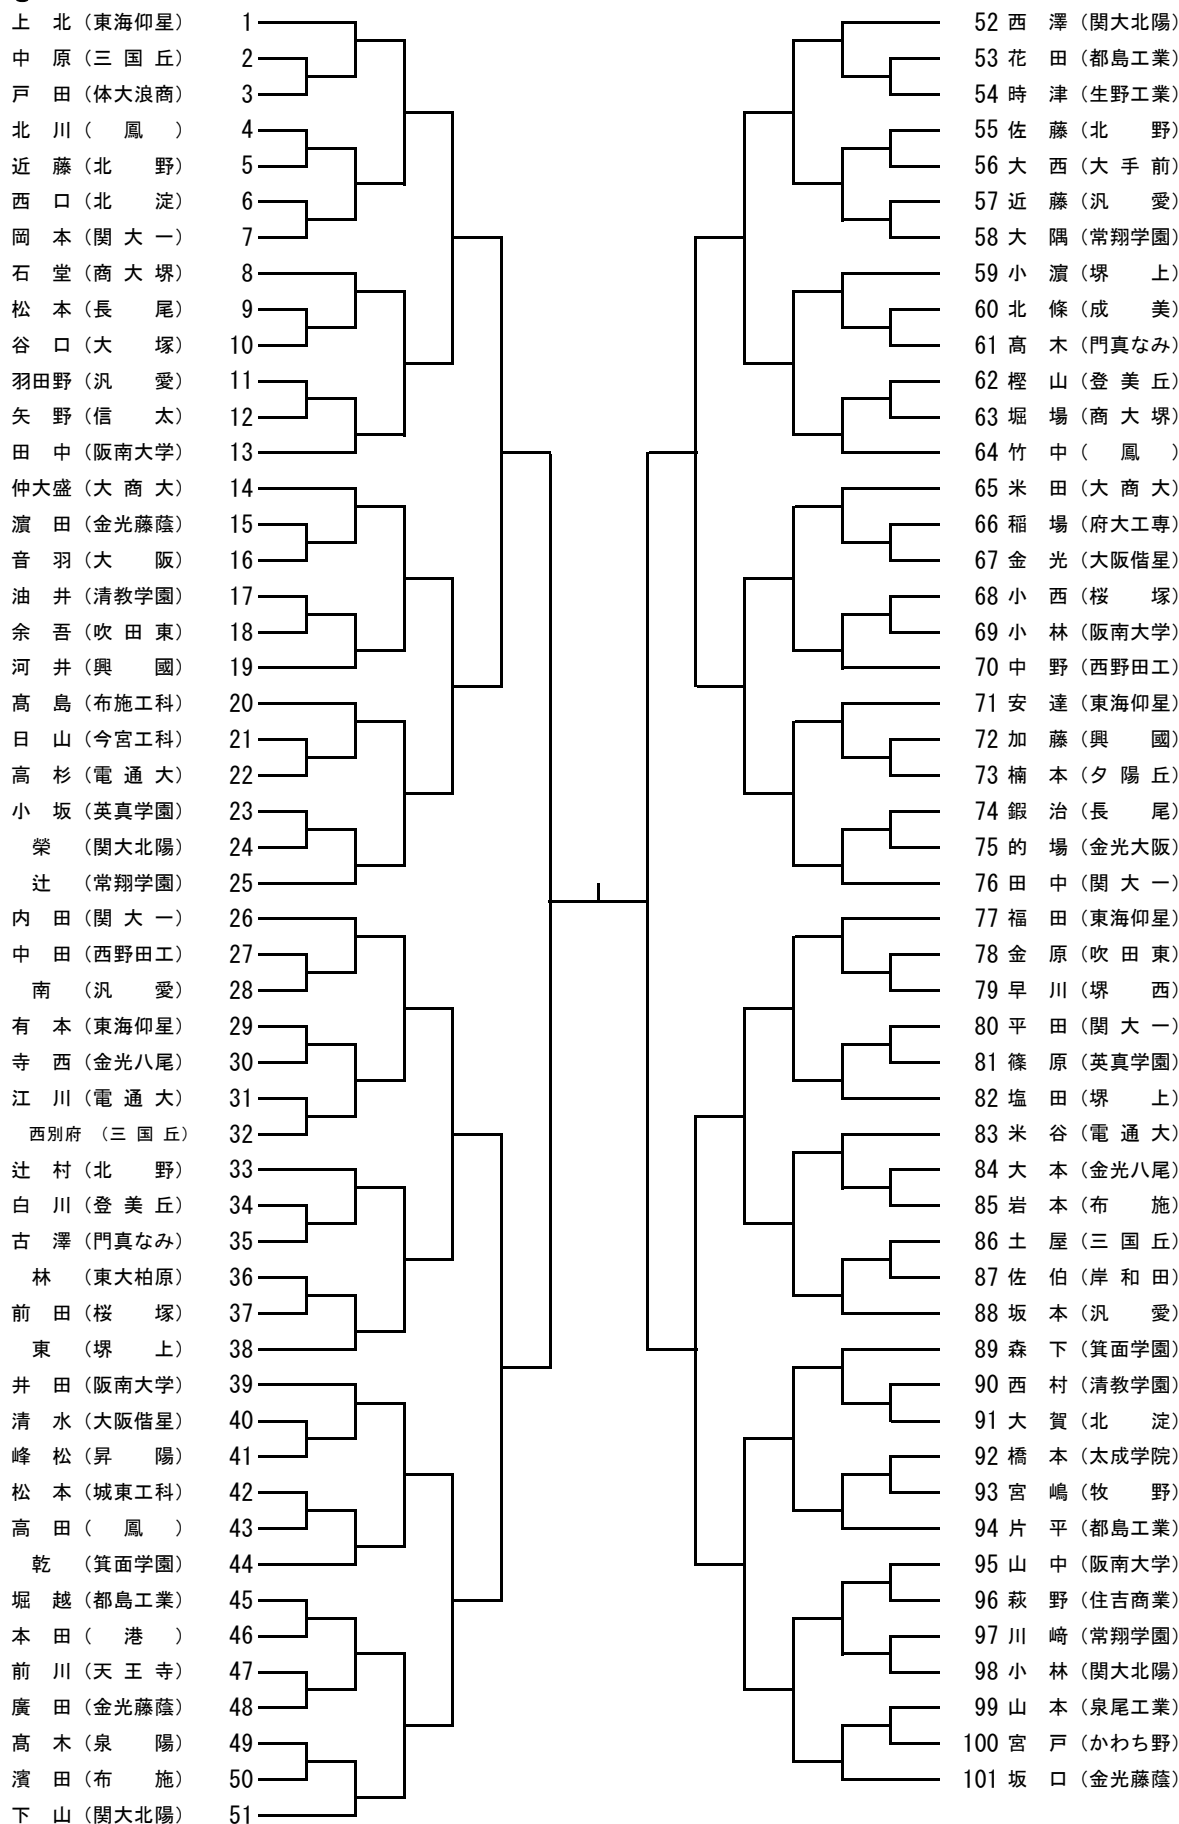 上 北（東海仰星） 1
中 原（三 国 丘） 2
戸 田（体大浪商） 3
北 川（ 鳳 ） 4
近 藤（北 野） 5
西 口（北 淀） 6
岡 本（関 大 一） 7
石 堂（商 大 堺） 8
松 本（長 尾） 9
谷 口（大 塚） 10
羽田野（汎 愛） 11
矢 野（信 太） 12
田 中（阪南大学） 13
仲大盛（大 商 大） 14
濵 田（金光藤蔭） 15
音 羽（大 阪） 16
油 井（清教学園） 17
余 吾（吹 田 東） 18
河 井（興 國） 19
髙 島（布施工科） 20
日 山（今宮工科） 21
高 杉（電 通 大） 22
小 坂（英真学園） 23
榮 （関大北陽） 24
辻 （常翔学園） 25
内 田（関 大 一） 26
中 田（西野田工） 27
南 （汎 愛） 28
有 本（東海仰星） 29
寺 西（金光八尾） 30
江 川（電 通 大） 31
西別府 （三 国 丘） 32
辻 村（北 野） 33
白 川（登 美 丘） 34
古 澤（門真なみ） 35
林 （東大柏原） 36
前 田（桜 塚） 37
東 （堺 上） 38
井 田（阪南大学） 39
清 水（大阪偕星） 40
峰 松（昇 陽） 41
松 本（城東工科） 42
高 田（ 鳳 ） 43
乾 （箕面学園） 44
堀 越（都島工業） 45
本 田（ 港 ） 46
前 川（天 王 寺） 47
廣 田（金光藤蔭） 48
髙 木（泉 陽） 49
濱 田（布 施） 50
下 山（関大北陽） 51
52 西 澤（関大北陽）
53 花 田（都島工業）
54 時 津（生野工業）
55 佐 藤（北 野）
56 大 西（大 手 前）
57 近 藤（汎 愛）
58 大 隅（常翔学園）
59 小 濵（堺 上）
60 北 條（成 美）
61 髙 木（門真なみ）
62 樫 山（登 美 丘）
63 堀 場（商 大 堺）
64 竹 中（ 鳳 ）
65 米 田（大 商 大）
66 稲 場（府大工専）
67 金 光（大阪偕星）
68 小 西（桜 塚）
69 小 林（阪南大学）
70 中 野（西野田工）
71 安 達（東海仰星）
72 加 藤（興 國）
73 楠 本（夕 陽 丘）
74 鍜 治（長 尾）
75 的 場（金光大阪）
76 田 中（関 大 一）
77 福 田（東海仰星）
78 金 原（吹 田 東）
79 早 川（堺 西）
80 平 田（関 大 一）
81 篠 原（英真学園）
82 塩 田（堺 上）
83 米 谷（電 通 大）
84 大 本（金光八尾）
85 岩 本（布 施）
86 土 屋（三 国 丘）
87 佐 伯（岸 和 田）
88 坂 本（汎 愛）
89 森 下（箕面学園）
90 西 村（清教学園）
91 大 賀（北 淀）
92 橋 本（太成学院）
93 宮 嶋（牧 野）
94 片 平（都島工業）
95 山 中（阪南大学）
96 萩 野（住吉商業）
97 川 﨑（常翔学園）
98 小 林（関大北陽）
99 山 本（泉尾工業）
100 宮 戸（かわち野）
101 坂 口（金光藤蔭）